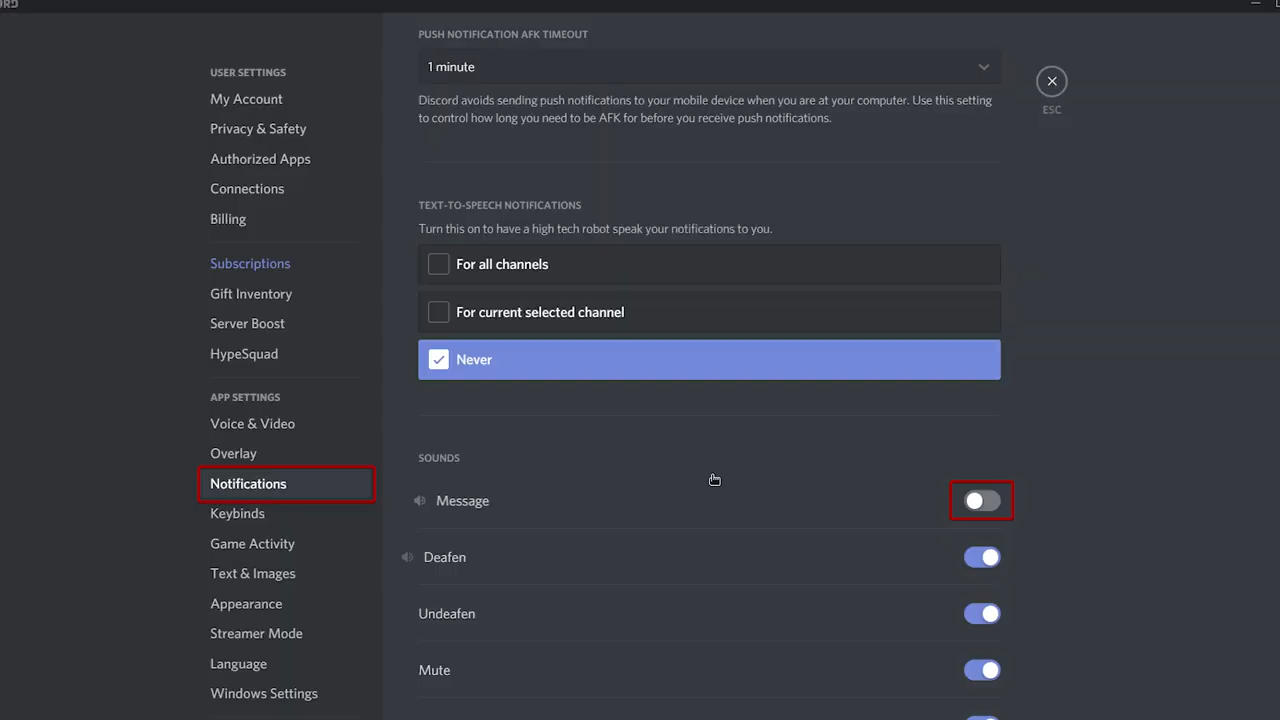 USER SETTINGS
My Account
Privacy & Safety
Authorized Apps
Connections
Billing
Subscriptions
Gift Inventory
Server Boost
HypeSquad
APP SETTINGS
Voice & Video
Overlay
Notifications
Keybinds
Game Activity
Text & Images
Appearance
Streamer Mode
Language
Windows Settings
PUSH NOTIFICATION AFK TIMEOUT
1 minute
Discord avoids sending push notifications to your mobile device when you are at your computer. Use this setting
to control how long you need to be AFK for before you receive push notifications.
TEXT-TO-SPEECH NOTIFICATIONS
Turn this on to have a high tech robot speak your notifications to you.
For all channels
For current selected channel
Never
SOUNDS
Message
Deafen
Undeafen
Mute
ESC